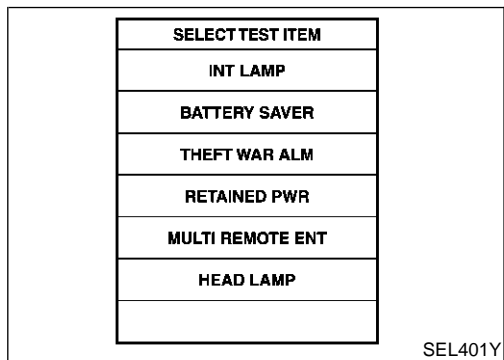 SELECT TEST ITEM
INT LAMP
BATTERY SAVER
THEFT WAR ALM
RETAINED PWR
MULTI REMOTE ENT
HEAD LAMP
SEL401Y